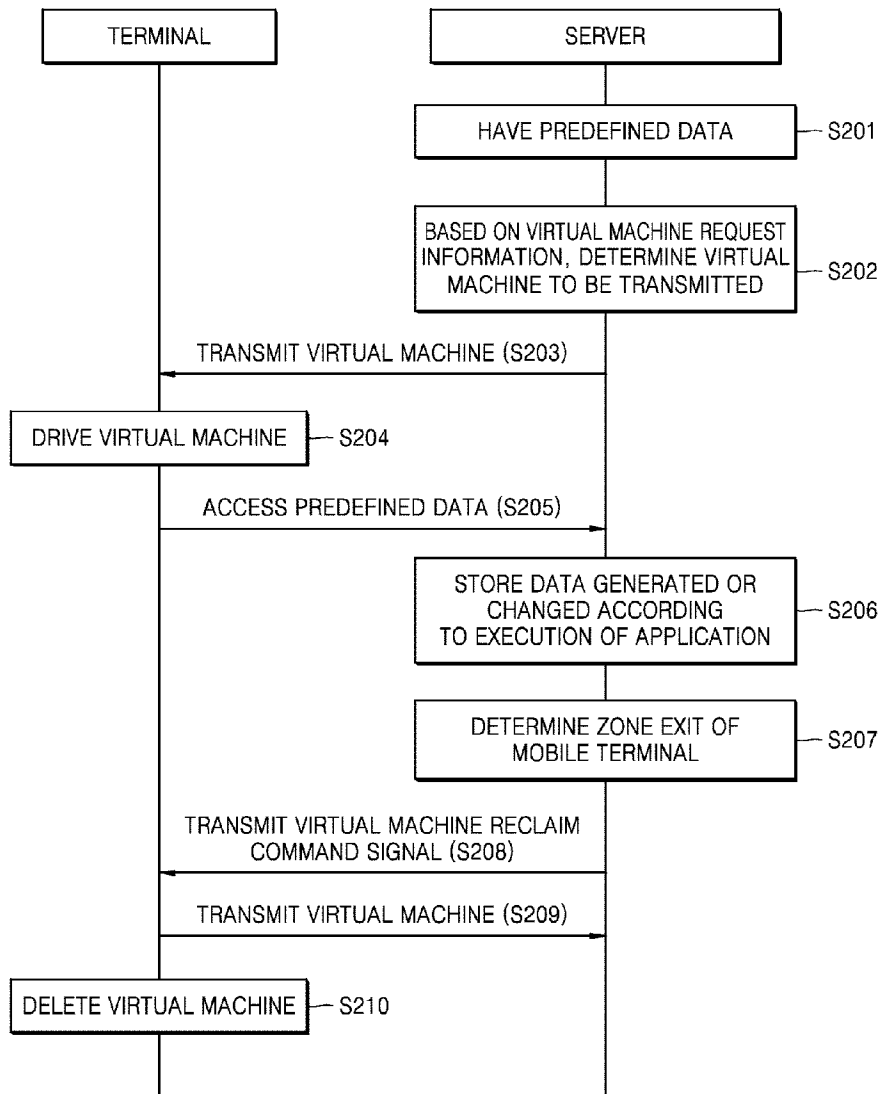 TERMINAL
SERVER
HAVE PREDEFINED DATA
S201
BASED ON VIRTUAL MACHINE REQUEST
INFORMATION, DETERMINE VIRTUAL
MACHINE TO BE TRANSMITTED
S202
TRANSMIT VIRTUAL MACHINE (S203)
DRIVE VIRTUAL MACHINE
S204
ACCESS PREDEFINED DATA (S205)
STORE DATA GENERATED OR
CHANGED ACCORDING
TO EXECUTION OF APPLICATION
S206
DETERMINE ZONE EXIT OF
MOBILE TERMINAL
S207
TRANSMIT VIRTUAL MACHINE RECLAIM
COMMAND SIGNAL (S208)
TRANSMIT VIRTUAL MACHINE (S209)
DELETE VIRTUAL MACHINE
S210